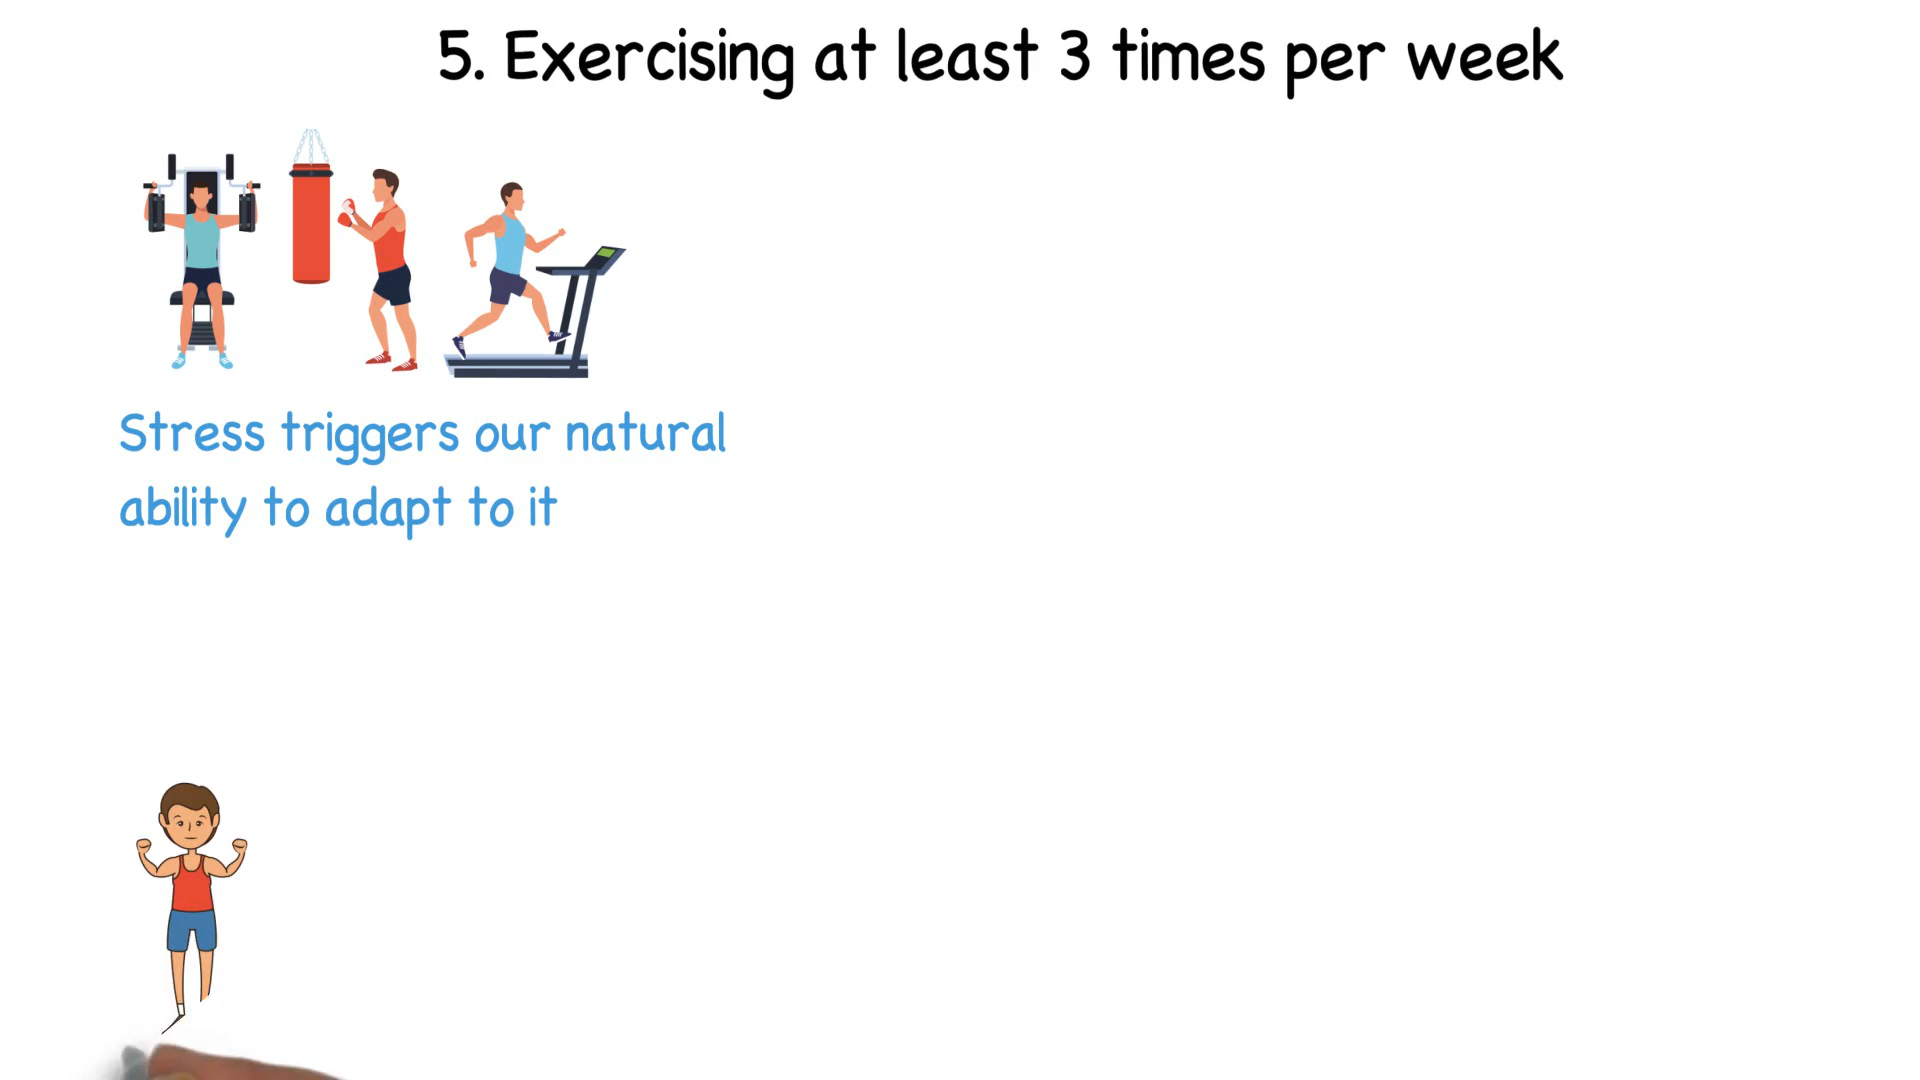 5. Exercising at least 3 times per week
Stress triggers our natural
ability to adapt to it